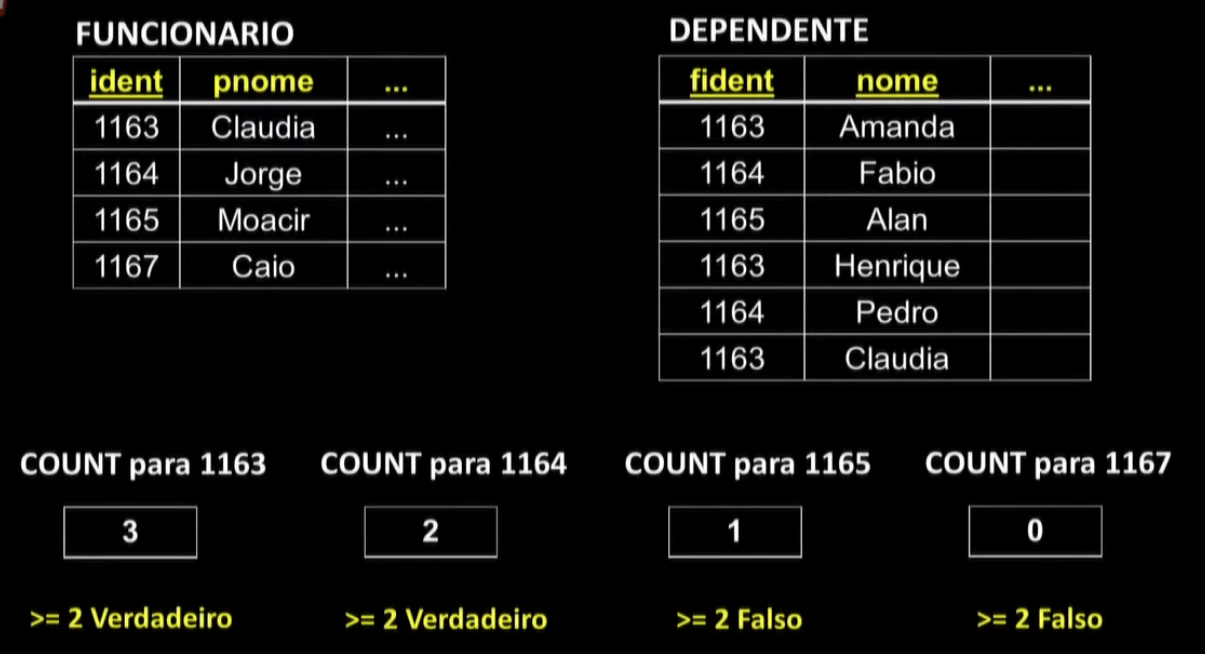 FUNCIONARIO
ident pnome ...
1163 Claudia ...
1164 Jorge ...
1165 Moacir ...
1167 Caio ...
DEPENDENTE
fident nome ...
1163 Amanda
1164 Fabio
1165 Alan
1163 Henrique
1164 Pedro
1163 Claudia
COUNT para 1163 COUNT para 1164 COUNT para 1165 COUNT para 1167
3 2 1 0
>= 2 Verdadeiro >= 2 Verdadeiro >= 2 Falso >= 2 Falso